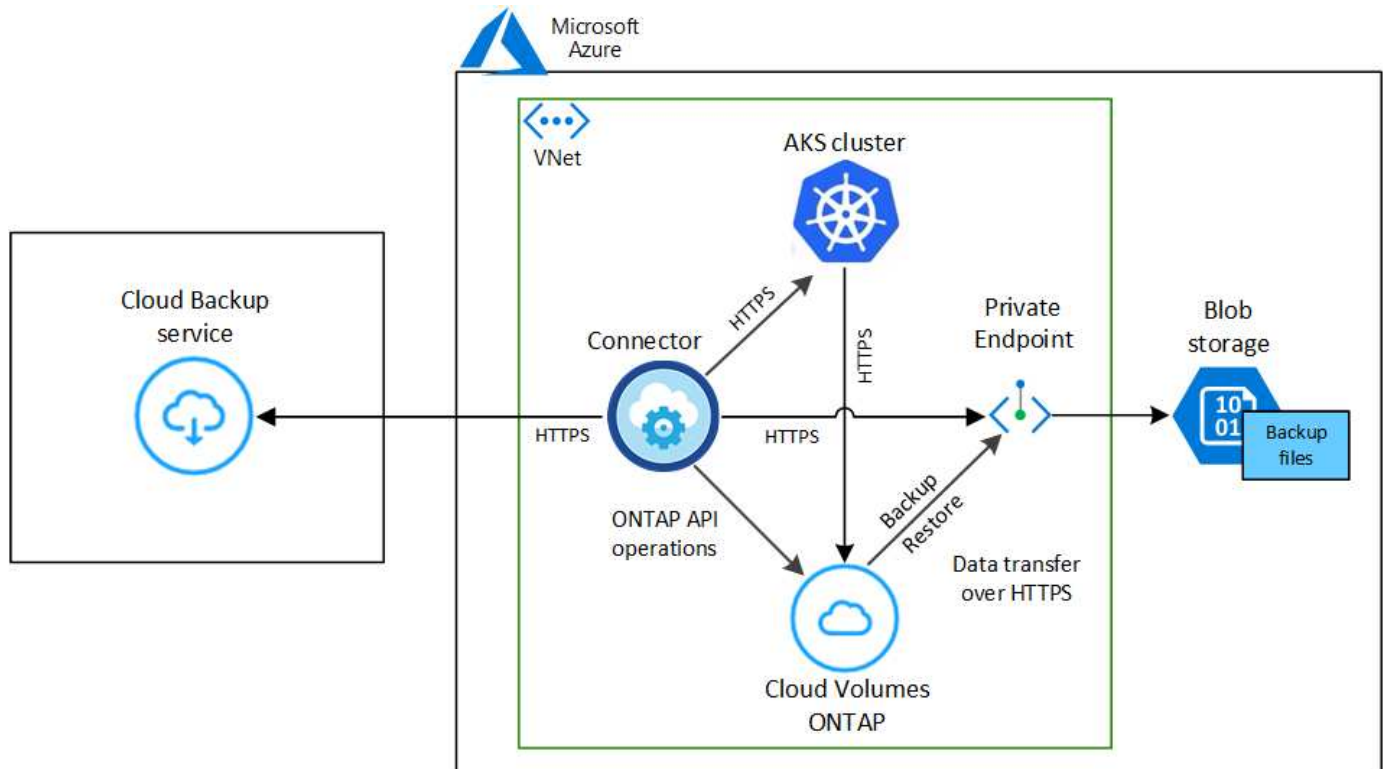 Microsoft
Azure
VNet
AKS cluster
Cloud Backup
service
Connector
HTTPS
HTTPS
Private
Endpoint
Blob
storage
10
01
Backup
files
HTTPS
HTTPS
ONTAP API
operations
Backup
Restore
Data transfer
over HTTPS
Cloud Volumes
ONTAP